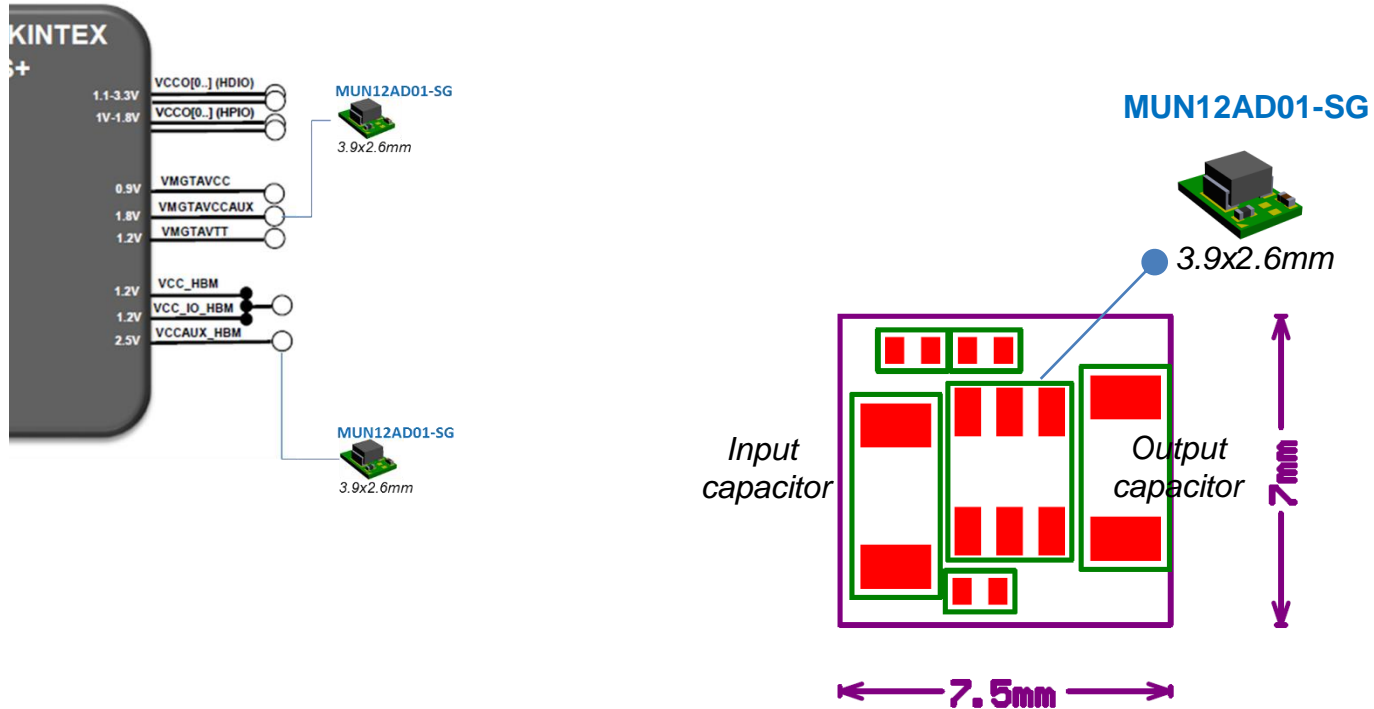 KINTEX
S+
VCCO[0..] (HDIO)
1.1-3.3V
VCCO[0..] (HPIO)
1V-1.8V
VMGTAVCC
0.9V
VMGTAVCCAUX
1.8V
VMGTAVTT
1.2V
VCC_HBM
1.2V
VCC_IO_HBM
1.2V
VCCAUX_HBM
2.5V
MUN12AD01-SG
3.9x2.6mm
MUN12AD01-SG
3.9x2.6mm
MUN12AD01-SG
3.9x2.6mm
Input
capacitor
Output
capacitor
7mm
7.5mm